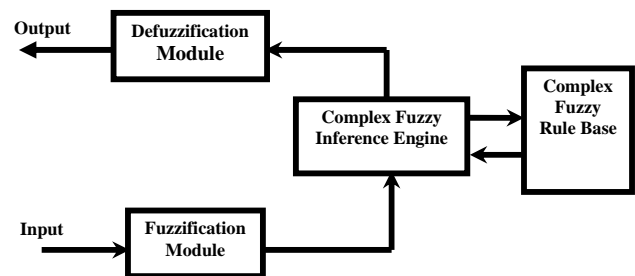 Output
Defuzzification
Module
Complex Fuzzy
Inference Engine
Complex
Fuzzy
Rule Base
Input
Fuzzification
Module